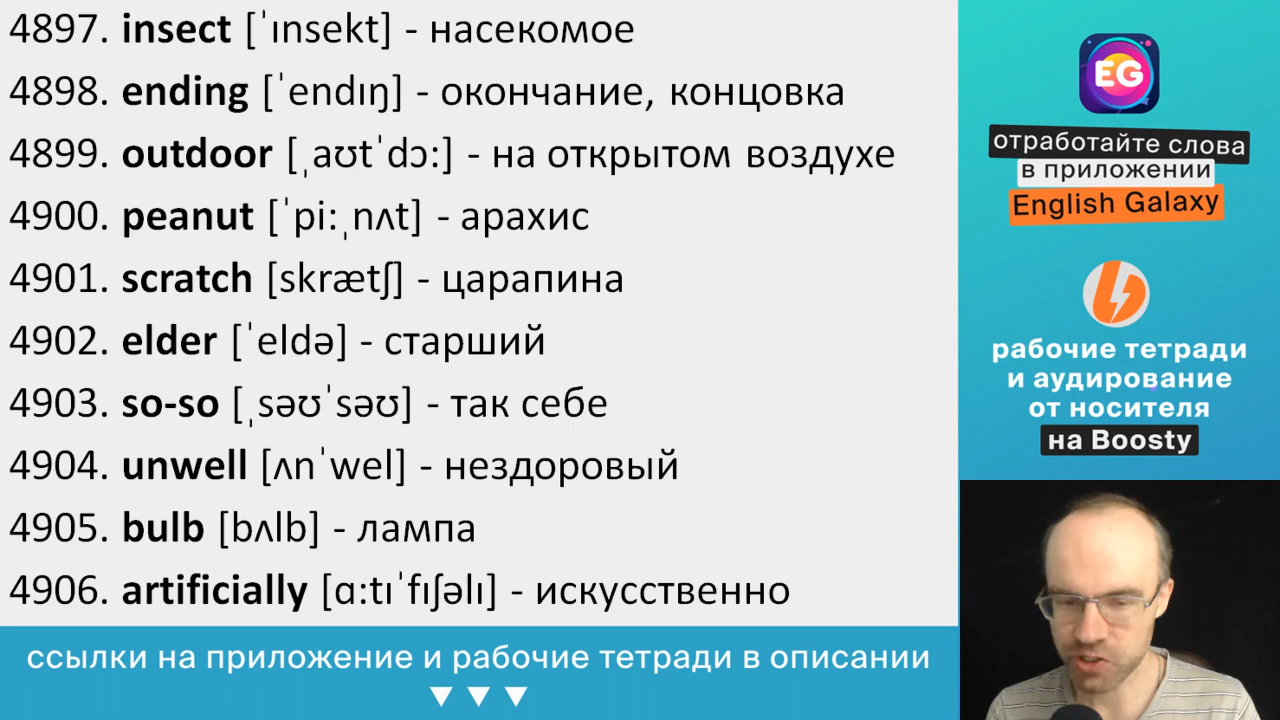 4897. insect [ˈɪnsekt] - насекомое
4898. ending [ˈendɪŋ] - окончание, концовка
4899. outdoor [ˌaʊtˈdɔː] - на открытом воздухе
4900. peanut [ˈpiːˌnʌt] - арахис
4901. scratch [skrætʃ] - царапина
4902. elder [ˈeldə] - старший
4903. so-so [ˌsəʊˈsəʊ] - так себе
4904. unwell [ʌnˈwel] - нездоровый
4905. bulb [bʌlb] - лампа
4906. artificially [ɑːtɪˈfɪʃəlɪ] - искусственно
ссылки на приложение и рабочие тетради в описании
EG
отработайте слова
в приложении
English Galaxy
рабочие тетради
и аудирование
от носителя
на Boosty